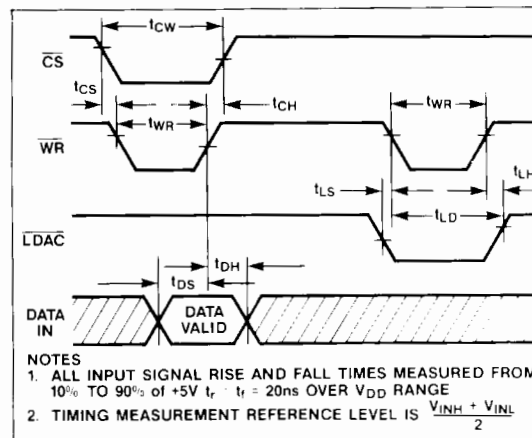 tCW
CS
tCS
tCH
tWR
tWR
WR
tLS
tLH
tLD
LDAC
tDH
tDS
DATA IN
DATA VALID
NOTES
1. ALL INPUT SIGNAL RISE AND FALL TIMES MEASURED FROM
10% TO 90% of +5V tr tf = 20ns OVER VDD RANGE
2. TIMING MEASUREMENT REFERENCE LEVEL IS VINH + VINL
2